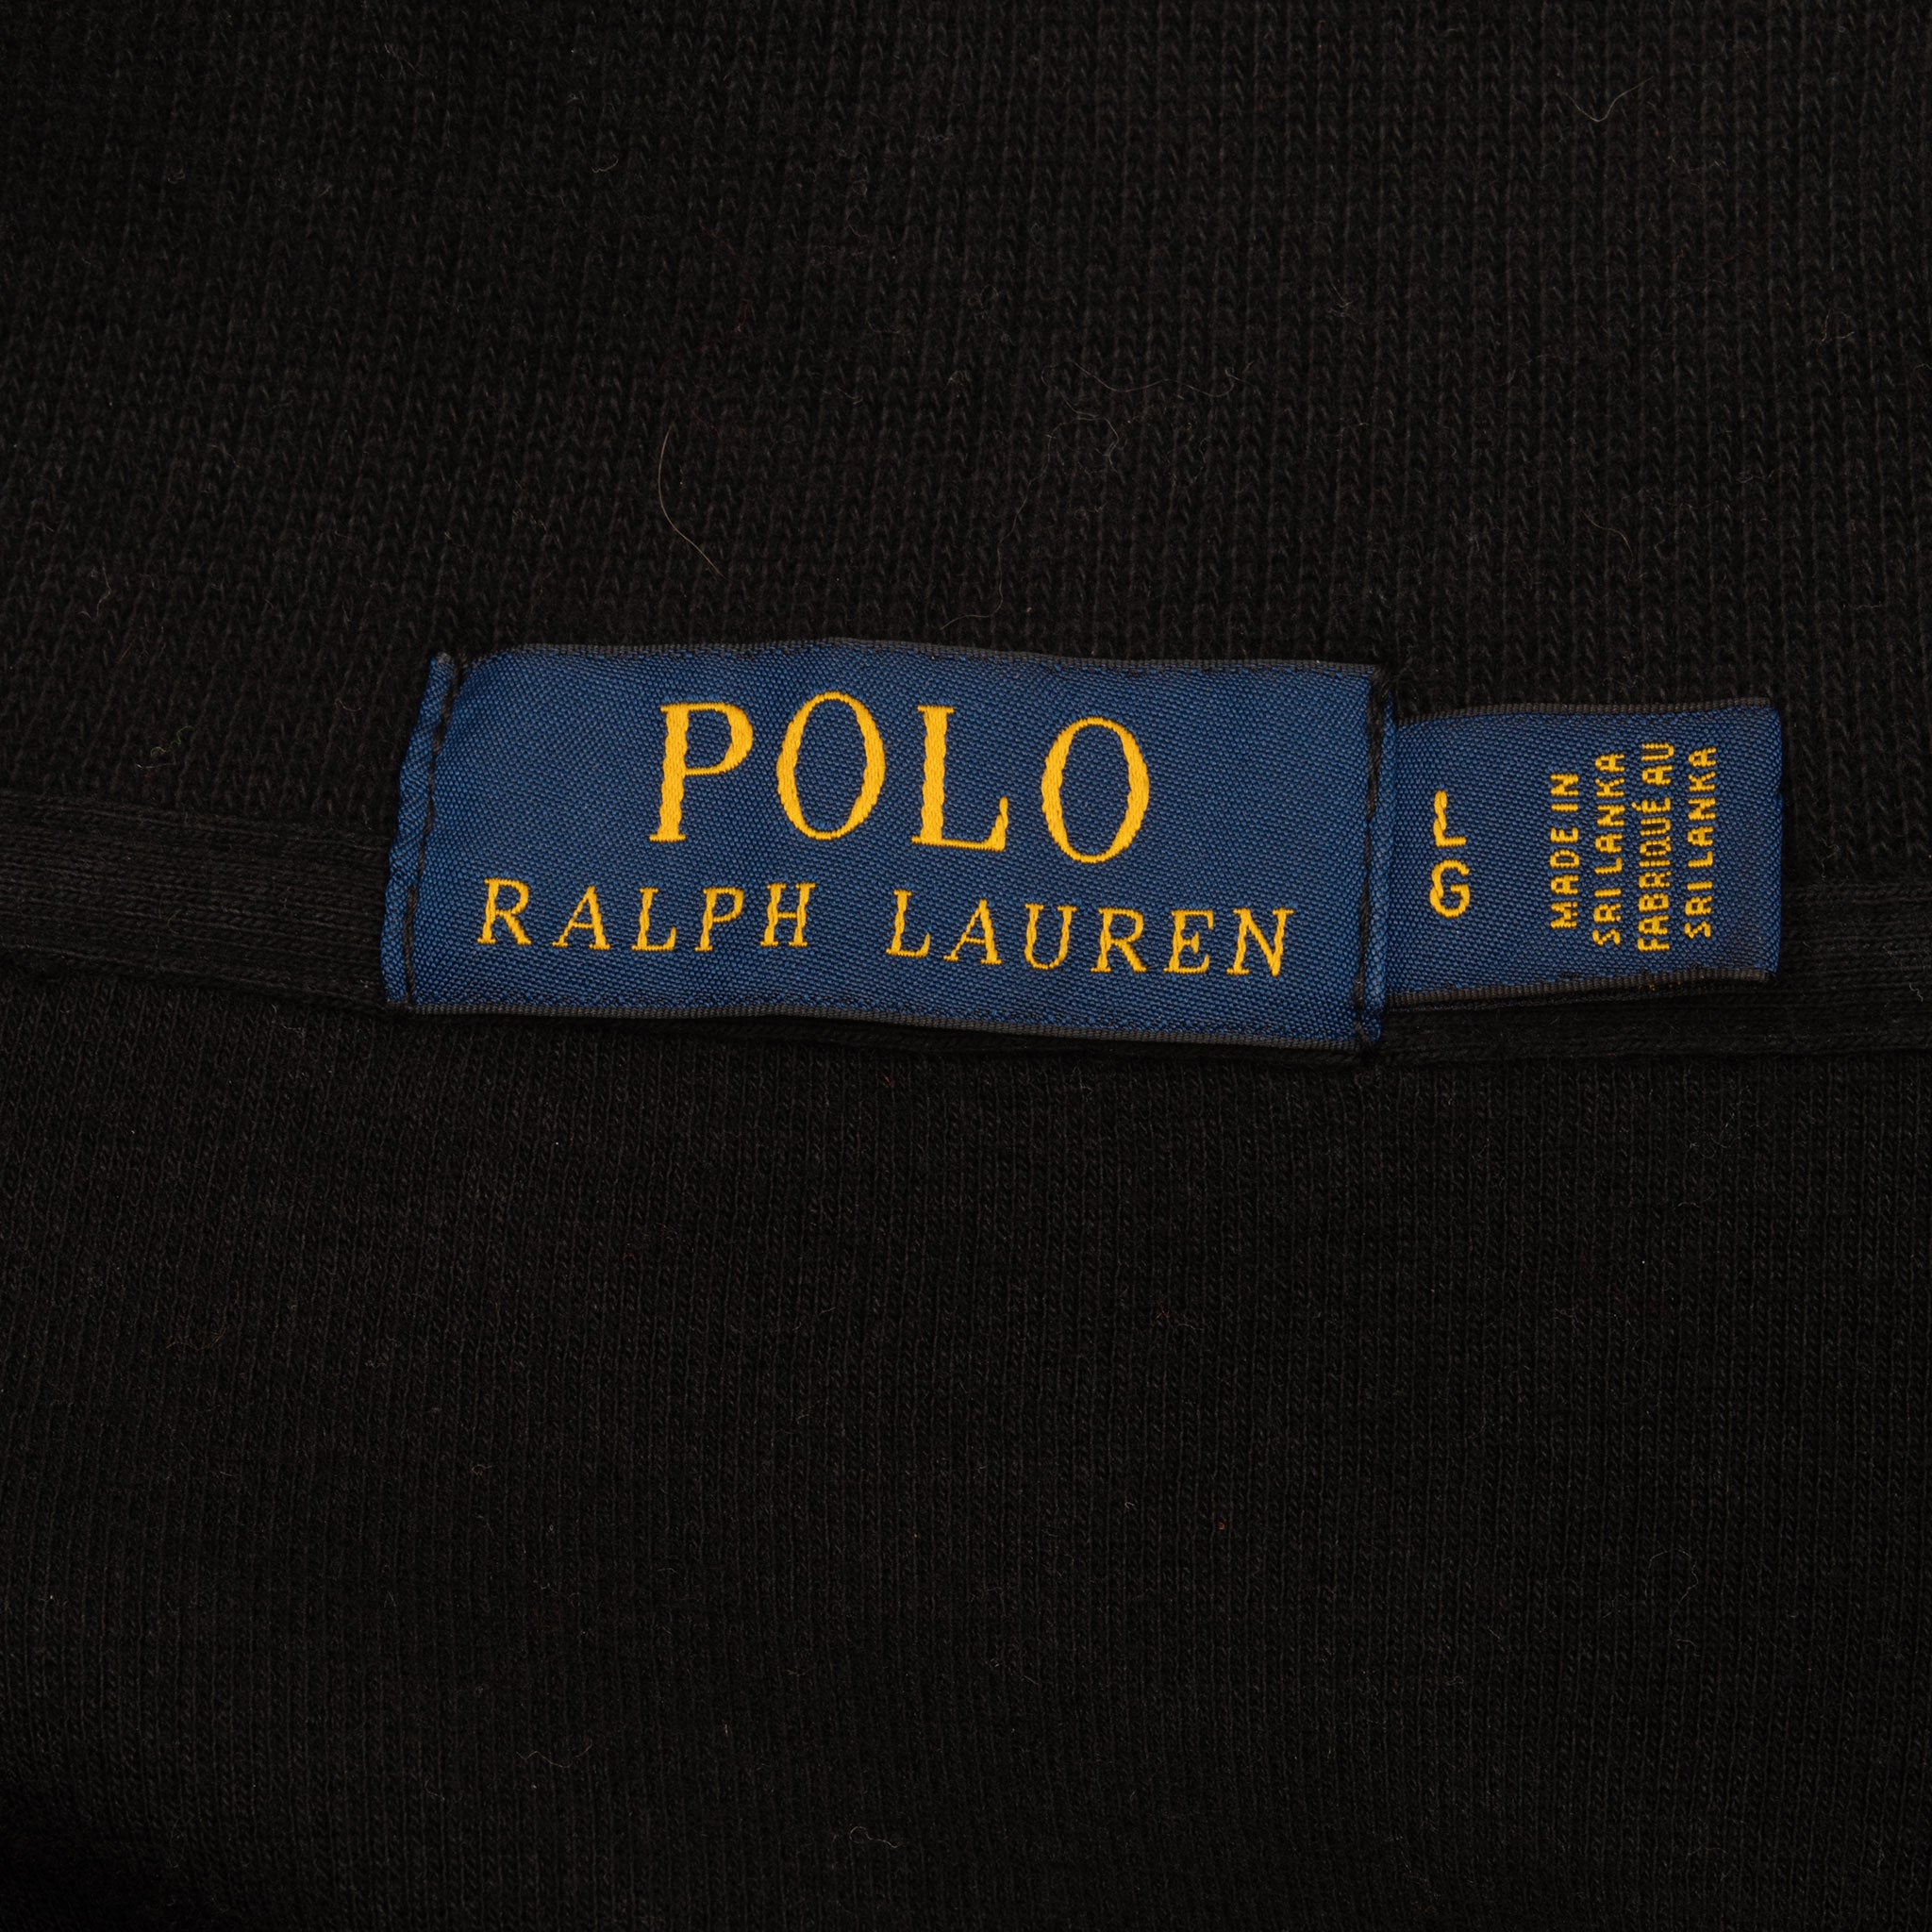 POLO
RALPH LAUREN
L
G
MADE IN
SRI LANKA
FABRIQUÉ AU
SRI LANKA